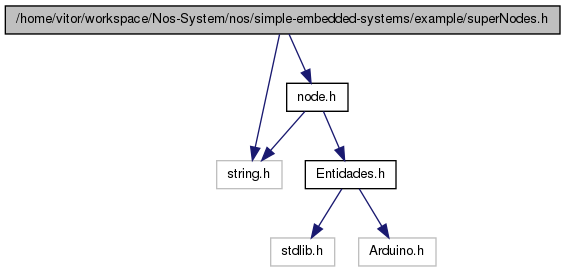 /home/vitor/workspace/Nos-System/nos/simple-embedded-systems/example/superNodes.h
node.h
string.h
Entidades.h
stdlib.h
Arduino.h